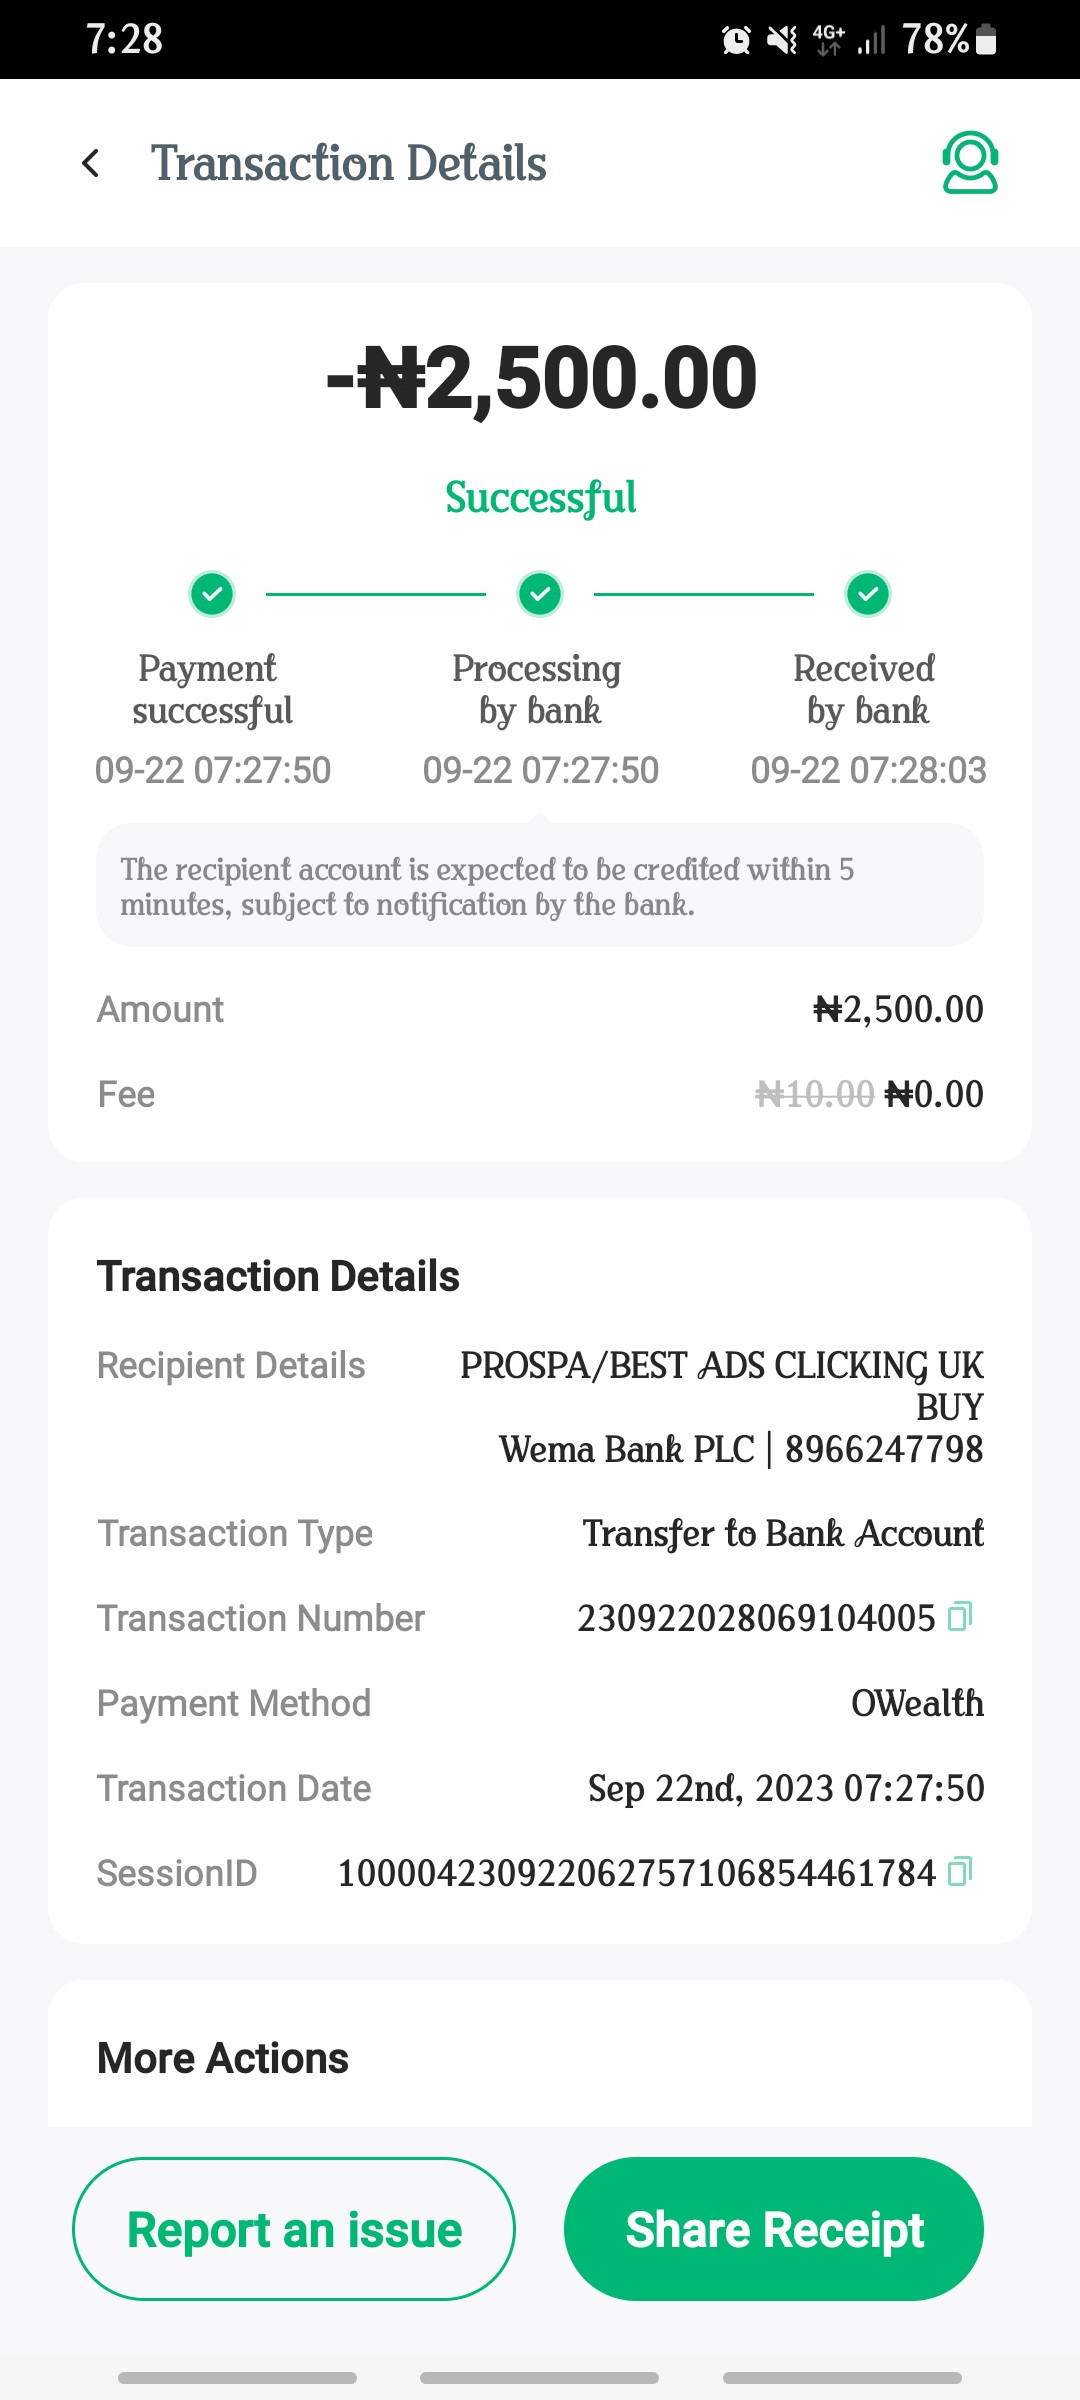 7:28
4G+ 78%
Transaction Details
-₦2,500.00
Successful
Payment successful
Processing by bank
Received by bank
09-22 07:27:50
09-22 07:27:50
09-22 07:28:03
The recipient account is expected to be credited within 5
minutes, subject to notification by the bank.
Amount ₦2,500.00
Fee ₦10.00 ₦0.00
Transaction Details
Recipient Details PROSPA/BEST ADS CLICKING UK
BUY
Wema Bank PLC | 8966247798
Transaction Type Transfer to Bank Account
Transaction Number 230922028069104005
Payment Method OWealth
Transaction Date Sep 22nd, 2023 07:27:50
SessionID 100004230922062757106854461784
More Actions
Report an issue
Share Receipt